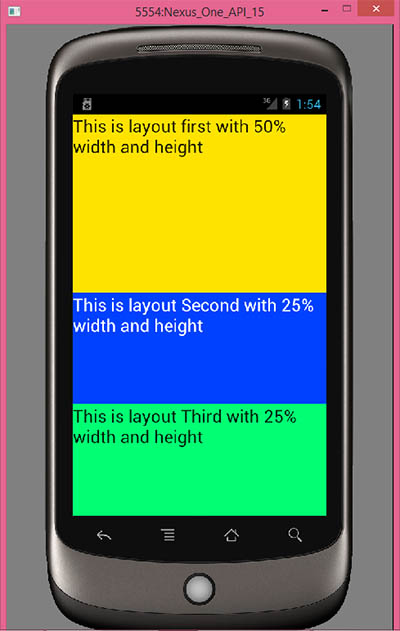 5554:Nexus_One_API_15
3G
1:54
This is layout first with 50%
width and height
This is layout Second with 25%
width and height
This is layout Third with 25%
width and height